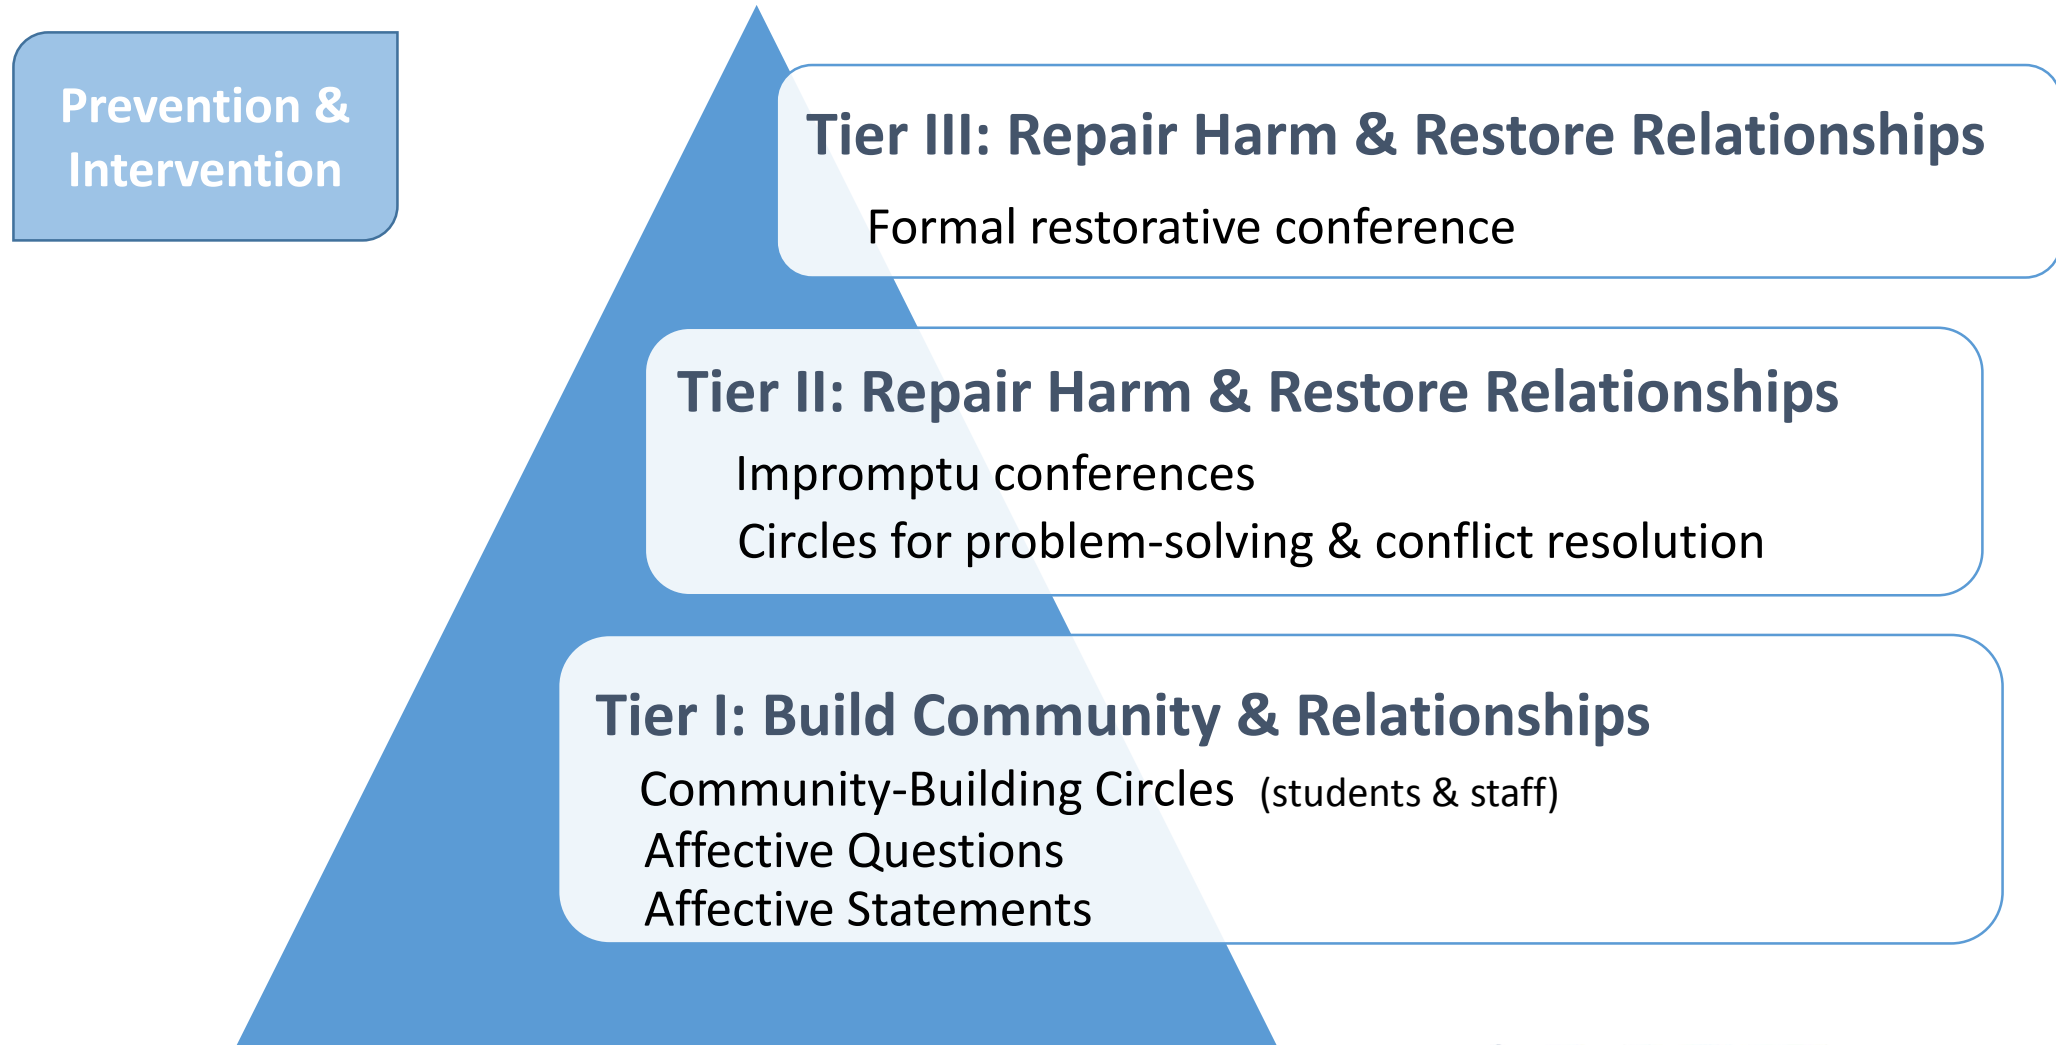 Prevention &
Intervention
Tier III: Repair Harm & Restore Relationships
Formal restorative conference
Tier II: Repair Harm & Restore Relationships
Impromptu conferences
Circles for problem-solving & conflict resolution
Tier I: Build Community & Relationships
Community-Building Circles (students & staff)
Affective Questions
Affective Statements